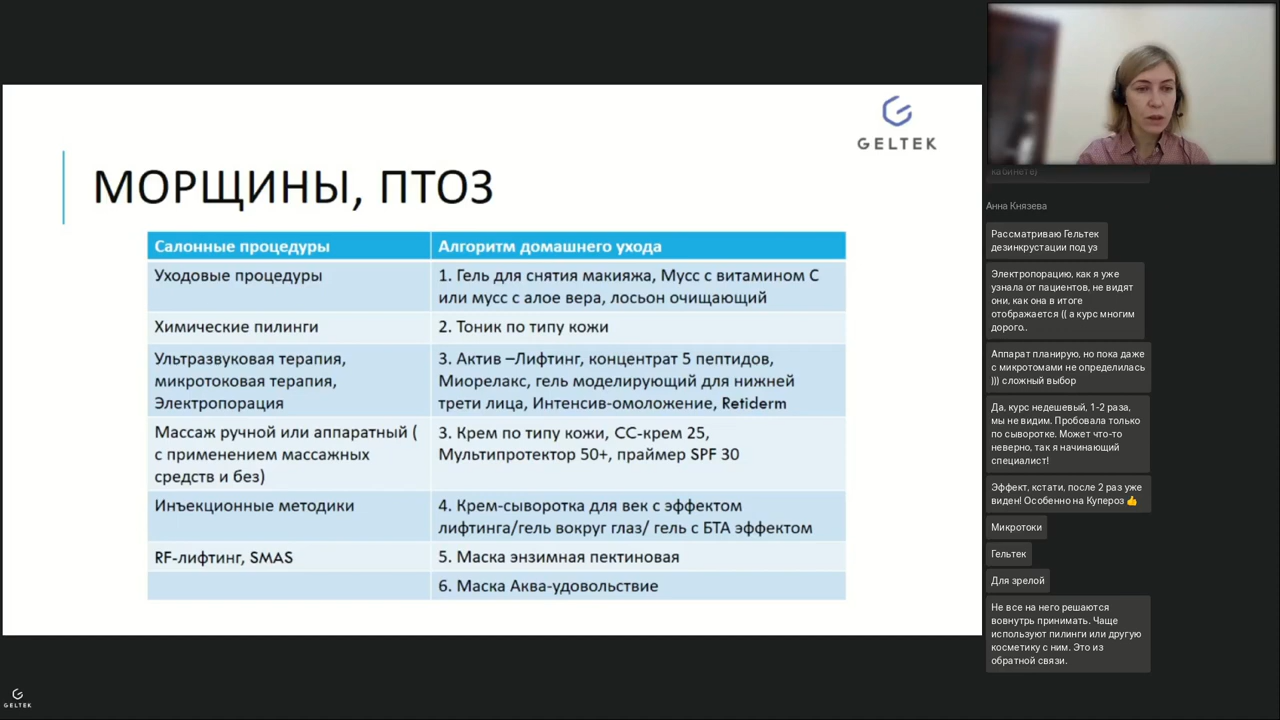 GELTEK
МОРЩИНЫ, ПТОЗ
Салонные процедуры
Алгоритм домашнего ухода
Уходовые процедуры
1. Гель для снятия макияжа, Мусс с витамином С
или мусс с алое вера, лосьон очищающий
Химические пилинги
2. Тоник по типу кожи
Ультразвуковая терапия,
микротоковая терапия,
Электропорация
3. Актив –Лифтинг, концентрат 5 пептидов,
Миорелакс, гель моделирующий для нижней
трети лица, Интенсив-омоложение, Retiderm
Массаж ручной или аппаратный (
с применением массажных
средств и без)
3. Крем по типу кожи, СС-крем 25,
Мультипротектор 50+, праймер SPF 30
Инъекционные методики
4. Крем-сыворотка для век с эффектом
лифтинга/гель вокруг глаз/ гель с БТА эффектом
RF-лифтинг, SMAS
5. Маска энзимная пектиновая
6. Маска Аква-удовольствие
GELTEK
кабинете)
Анна Князева
Рассматриваю Гельтек
дезинкрустации под уз
Электропорацию, как я уже
узнала от пациентов, не видят
они, как она в итоге
отображается (( а курс многим
дорого..
Аппарат планирую, но пока даже
с микротомами не определилась
))) сложный выбор
Да, курс недешевый, 1-2 раза,
мы не видим. Пробовала только
по сыворотке. Может что-то
неверно, так я начинающий
специалист!
Эффект, кстати, после 2 раз уже
виден! Особенно на Купероз 👍
Микротоки
Гельтек
Для зрелой
Не все на него решаются
вовнутрь принимать. Чаще
используют пилинги или другую
косметику с ним. Это из
обратной связи.